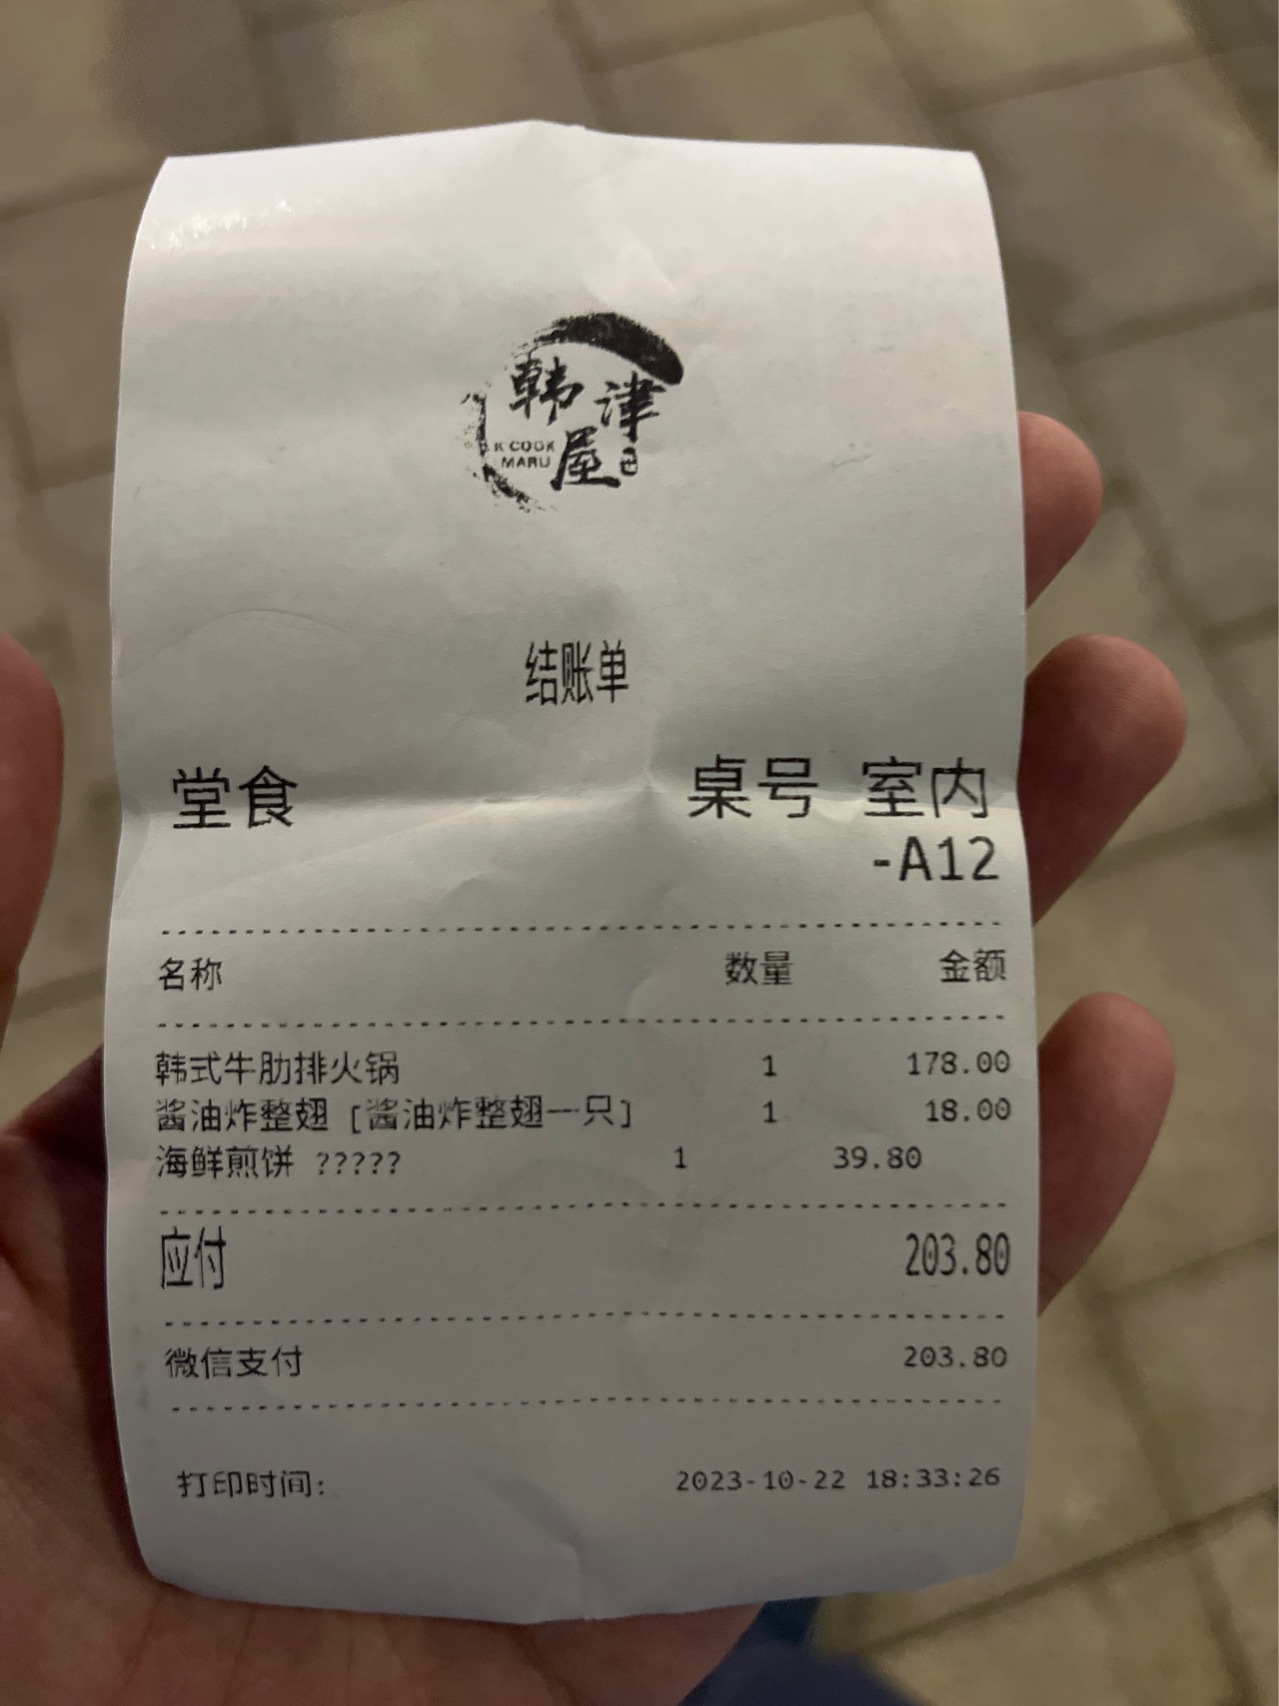 韩津
屋
K COOK
MARU
结账单
堂食 桌号 室内
-A12
名称 数量 金额
韩式牛肋排火锅 1 178.00
酱油炸整翅 [酱油炸整翅一只] 1 18.00
海鲜煎饼 ????? 1 39.80
应付 203.80
微信支付 203.80
打印时间: 2023-10-22 18:33:26